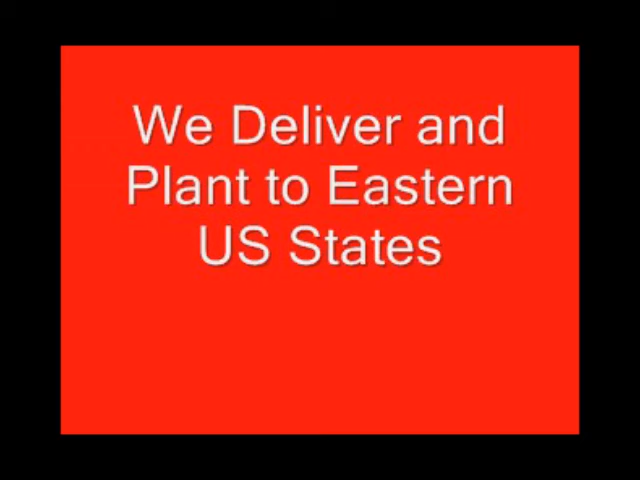 We Deliver and
Plant to Eastern
US States